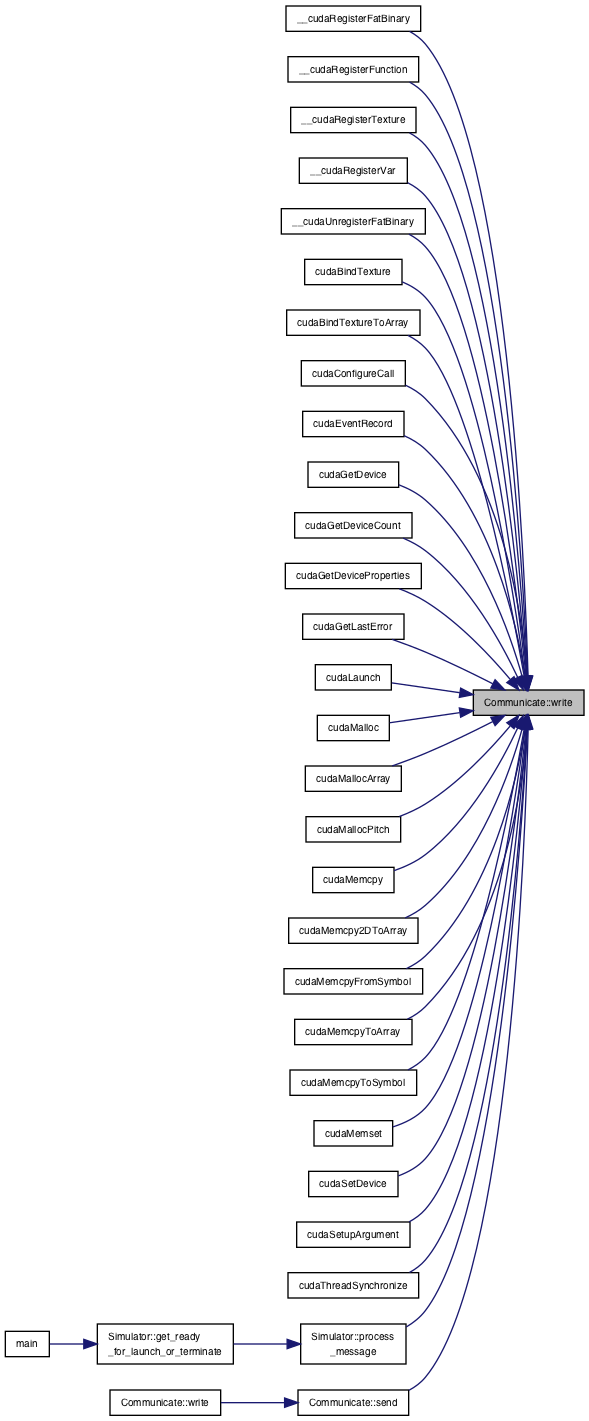 __cudaRegisterFatBinary
__cudaRegisterFunction
__cudaRegisterTexture
__cudaRegisterVar
__cudaUnregisterFatBinary
cudaBindTexture
cudaBindTextureToArray
cudaConfigureCall
cudaEventRecord
cudaGetDevice
cudaGetDeviceCount
cudaGetDeviceProperties
cudaGetLastError
cudaLaunch
Communicate::write
cudaMalloc
cudaMallocArray
cudaMallocPitch
cudaMemcpy
cudaMemcpy2DToArray
cudaMemcpyFromSymbol
cudaMemcpyToArray
cudaMemcpyToSymbol
cudaMemset
cudaSetDevice
cudaSetupArgument
cudaThreadSynchronize
main
Simulator::get_ready
_for_launch_or_terminate
Simulator::process
_message
Communicate::write
Communicate::send